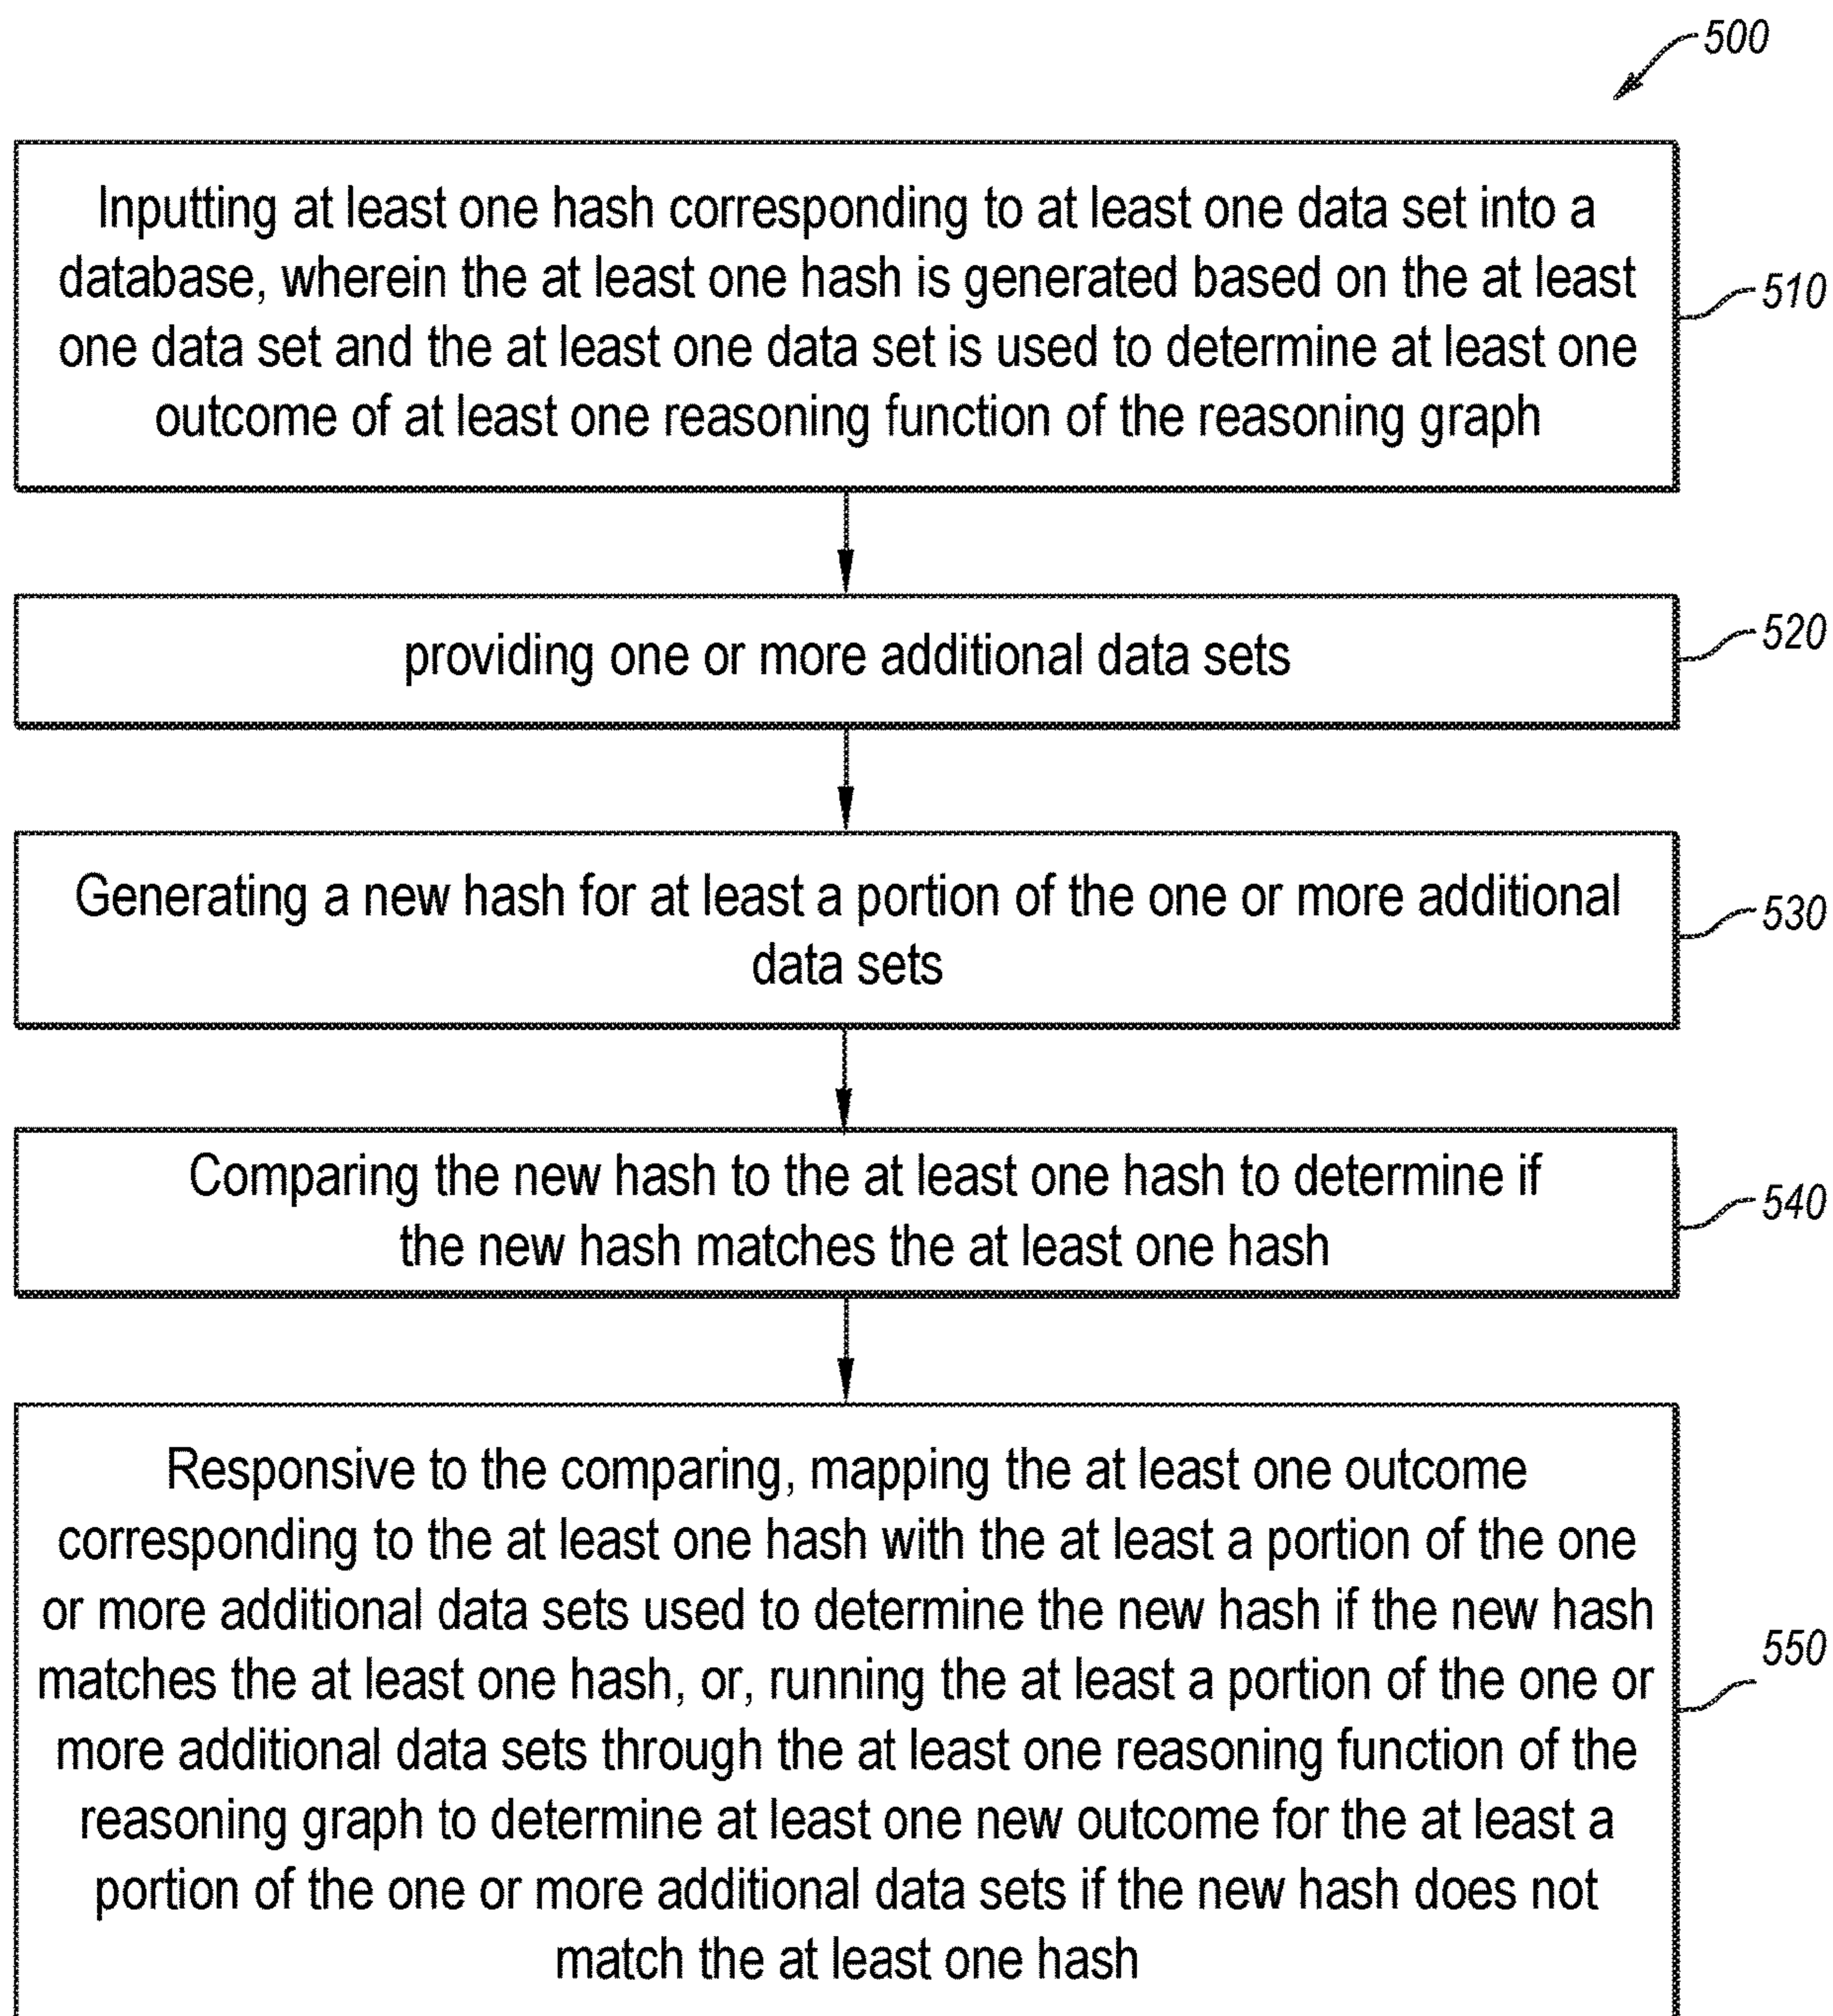 500
Inputting at least one hash corresponding to at least one data set into a
database, wherein the at least one hash is generated based on the at least
one data set and the at least one data set is used to determine at least one
outcome of at least one reasoning function of the reasoning graph
510
providing one or more additional data sets
520
Generating a new hash for at least a portion of the one or more additional
data sets
530
Comparing the new hash to the at least one hash to determine if
the new hash matches the at least one hash
540
Responsive to the comparing, mapping the at least one outcome
corresponding to the at least one hash with the at least a portion of the one
or more additional data sets used to determine the new hash if the new hash
matches the at least one hash, or, running the at least a portion of the one or
more additional data sets through the at least one reasoning function of the
reasoning graph to determine at least one new outcome for the at least a
portion of the one or more additional data sets if the new hash does not
match the at least one hash
550